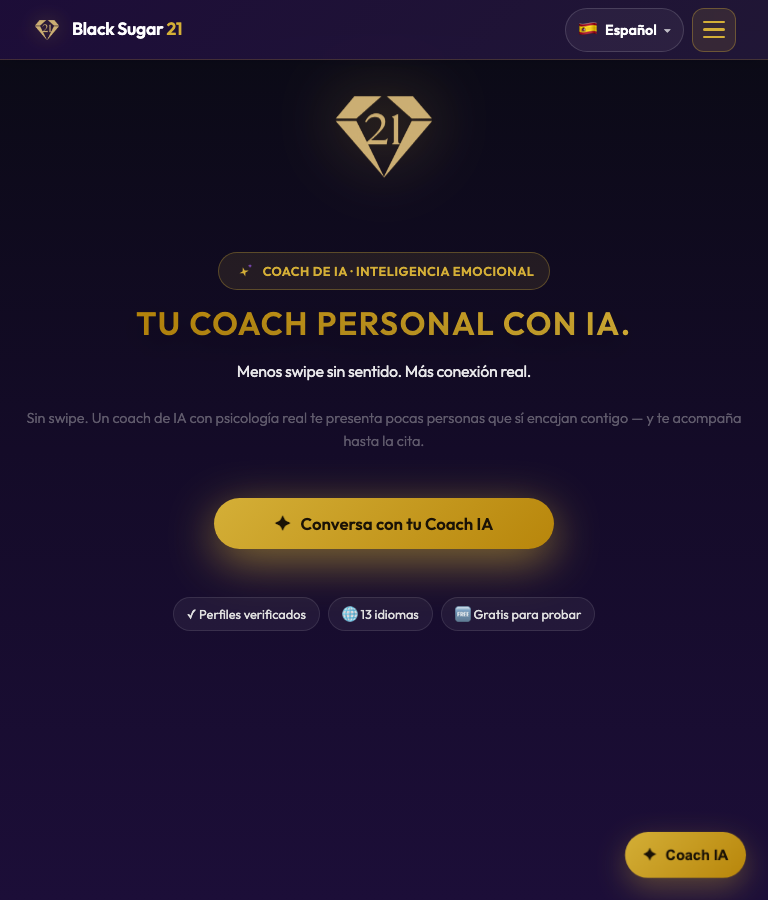 21
Black Sugar 21
Español
21
COACH DE IA · INTELIGENCIA EMOCIONAL
TU COACH PERSONAL CON IA.
Menos swipe sin sentido. Más conexión real.
Sin swipe. Un coach de IA con psicología real te presenta pocas personas que sí encajan contigo — y te acompaña
hasta la cita.
✦ Conversa con tu Coach IA
✓ Perfiles verificados
13 idiomas
FREE Gratis para probar
✦ Coach IA